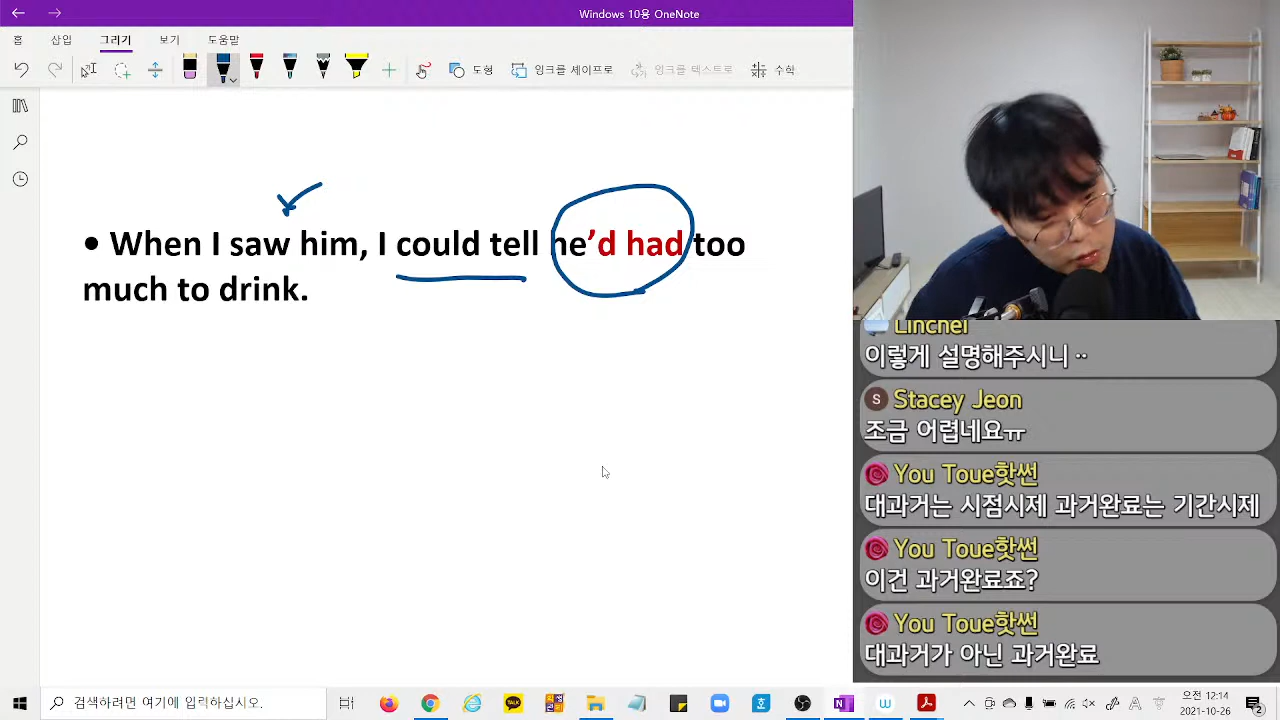 Windows 10용 OneNote
홈 삽입 그리기 보기 도움말
도형 잉크를 셰이프로 잉크를 텍스트로 수학
• When I saw him, I could tell he’d had too
much to drink.
Lincnei
이렇게 설명해주시니··
S Stacey Jeon
조금 어렵네요ㅠ
You Toue핫썬
대과거는 시점시제 과거완료는 기간시제
You Toue핫썬
이건 과거완료죠?
You Toue핫썬
대과거가 아닌 과거완료
검색하려면 여기에 입력하십시오.
TALK
A
오전 1:14
2021-10-26
2